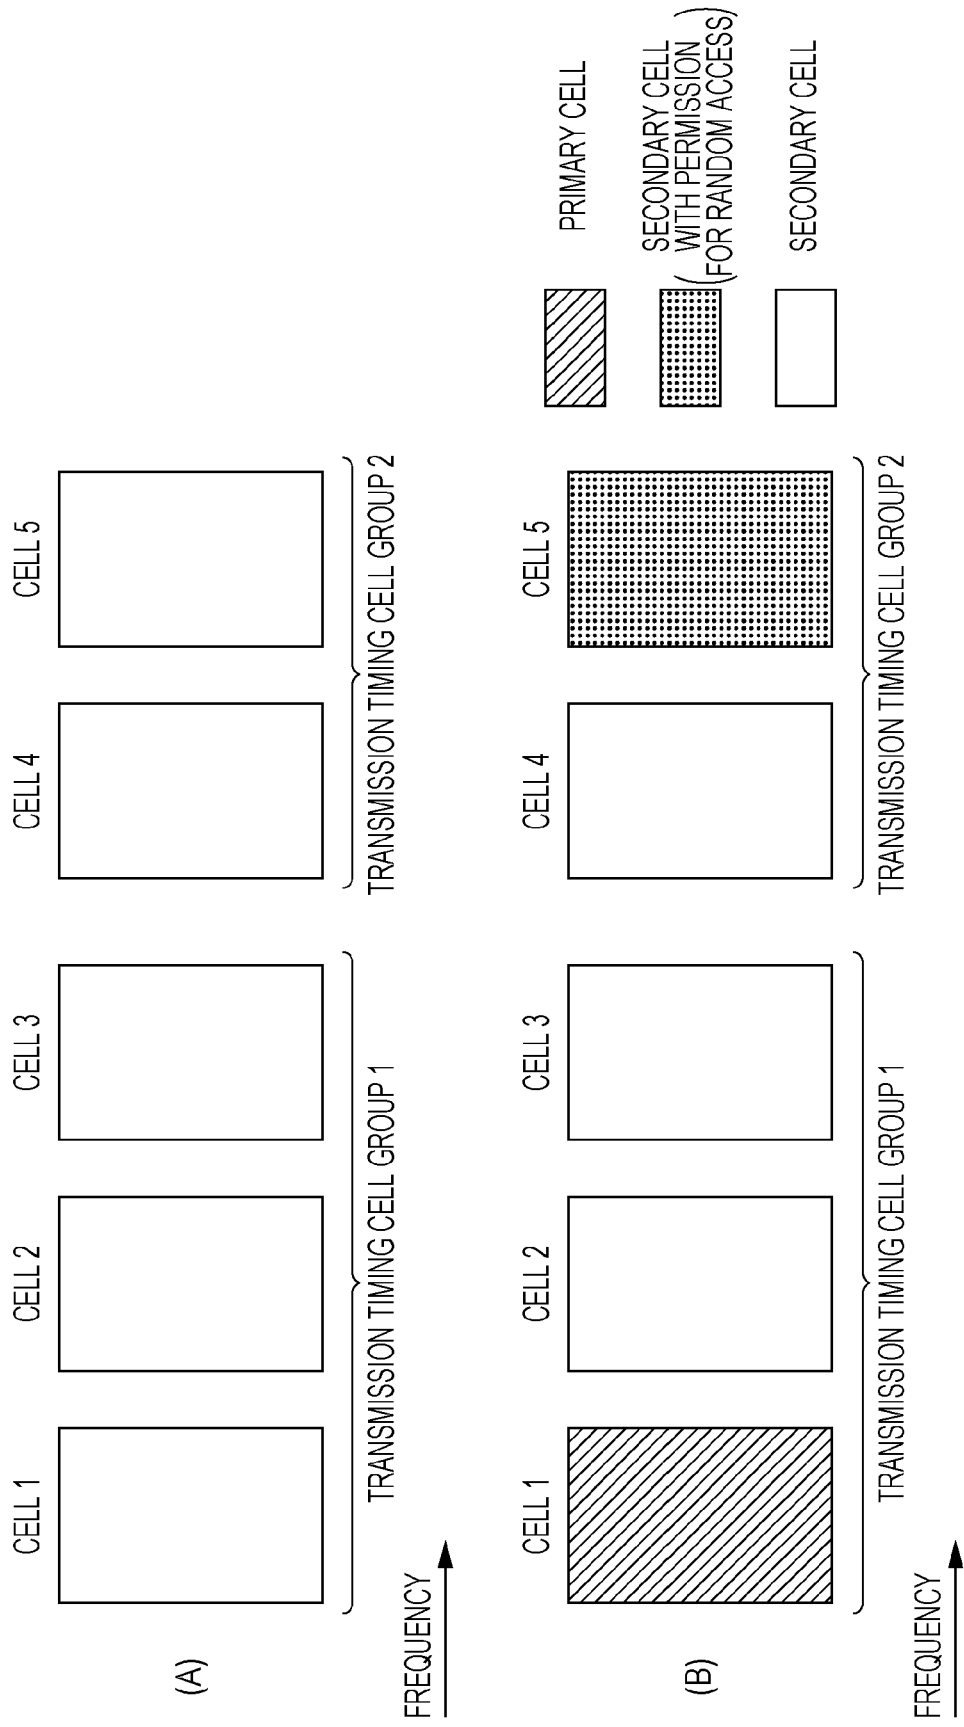 (A)
CELL 1
CELL 2
CELL 3
CELL 4
CELL 5
TRANSMISSION TIMING CELL GROUP 1
TRANSMISSION TIMING CELL GROUP 2
FREQUENCY
(B)
CELL 1
CELL 2
CELL 3
CELL 4
CELL 5
TRANSMISSION TIMING CELL GROUP 1
TRANSMISSION TIMING CELL GROUP 2
FREQUENCY
PRIMARY CELL
SECONDARY CELL
(WITH PERMISSION
FOR RANDOM ACCESS)
SECONDARY CELL